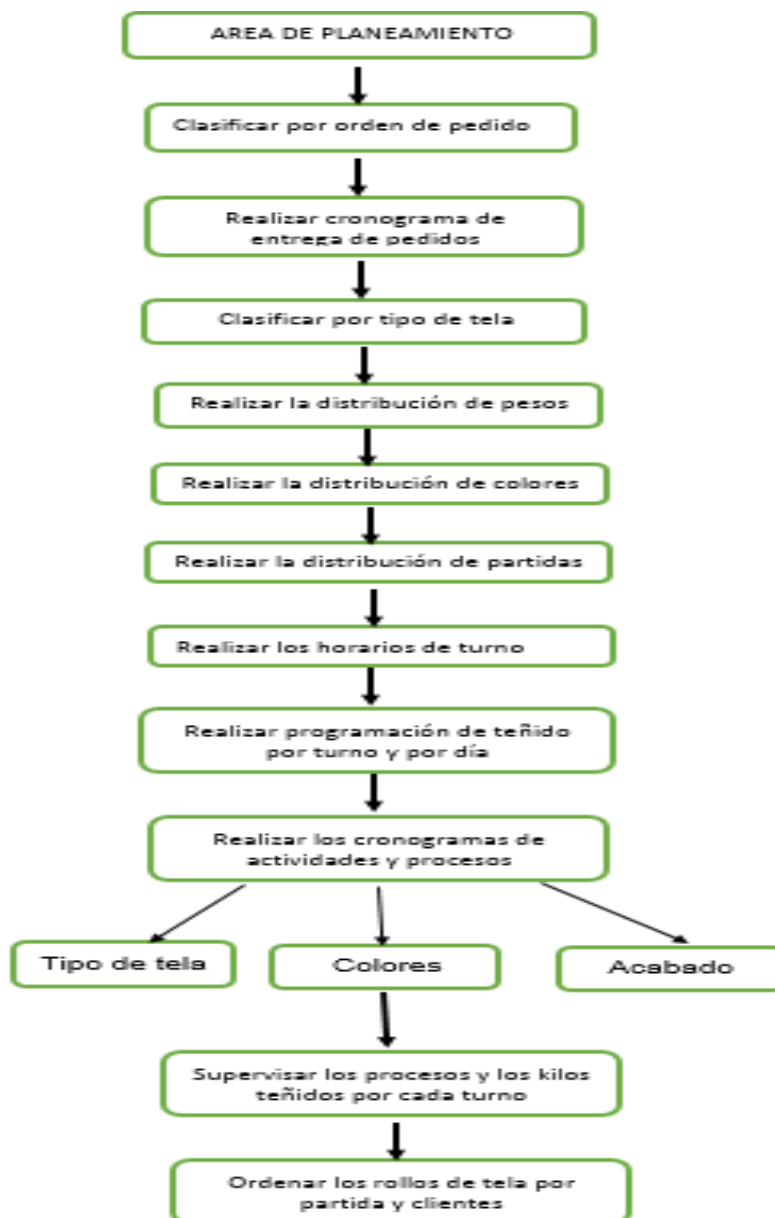 AREA DE PLANEAMIENTO
Clasificar por orden de pedido
Realizar cronograma de
entrega de pedidos
Clasificar por tipo de tela
Realizar la distribución de pesos
Realizar la distribución de colores
Realizar la distribución de partidas
Realizar los horarios de turno
Realizar programación de teñido
por turno y por día
Realizar los cronogramas de
actividades y procesos
Tipo de tela
Colores
Acabado
Supervisar los procesos y los kilos
teñidos por cada turno
Ordenar los rollos de tela por
partida y clientes